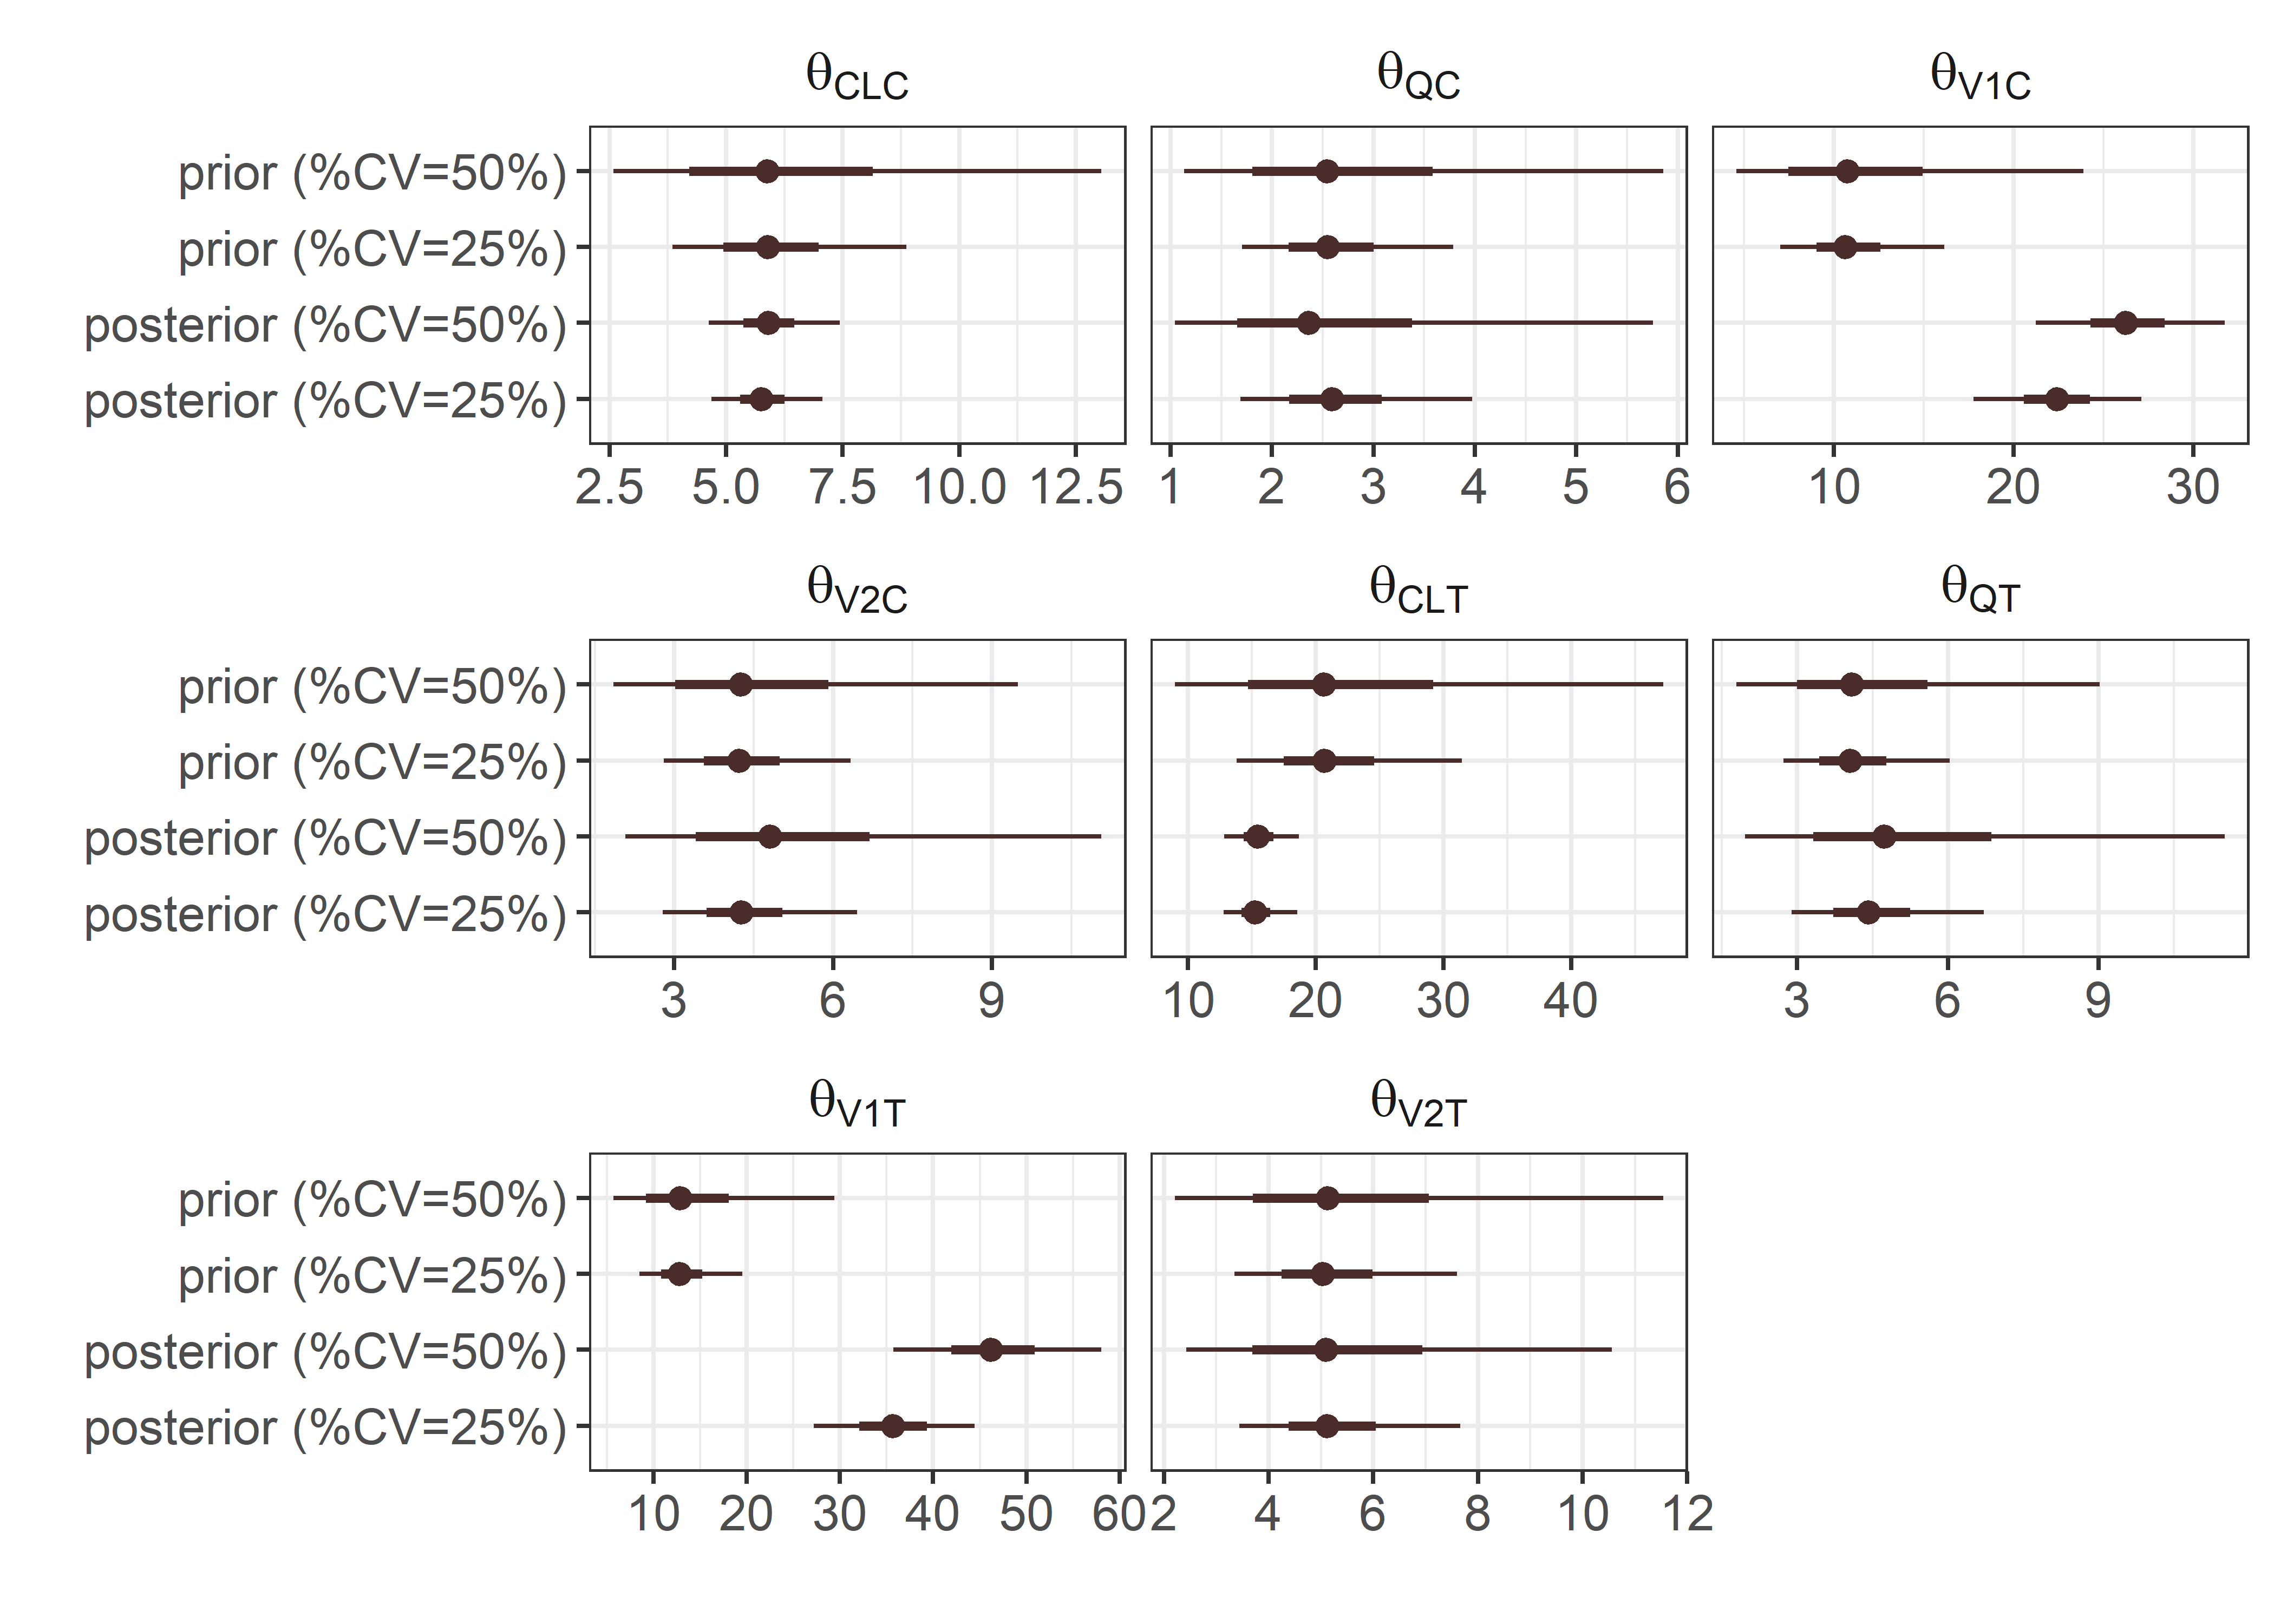 θCLC θQC θV1C
prior (%CV=50%)
prior (%CV=25%)
posterior (%CV=50%)
posterior (%CV=25%)
2.5 5.0 7.5 10.0 12.5 1 2 3 4 5 6 10 20 30
θV2C θCLT θQT
prior (%CV=50%)
prior (%CV=25%)
posterior (%CV=50%)
posterior (%CV=25%)
3 6 9 10 20 30 40 3 6 9
θV1T θV2T
prior (%CV=50%)
prior (%CV=25%)
posterior (%CV=50%)
posterior (%CV=25%)
10 20 30 40 50 60 2 4 6 8 10 12